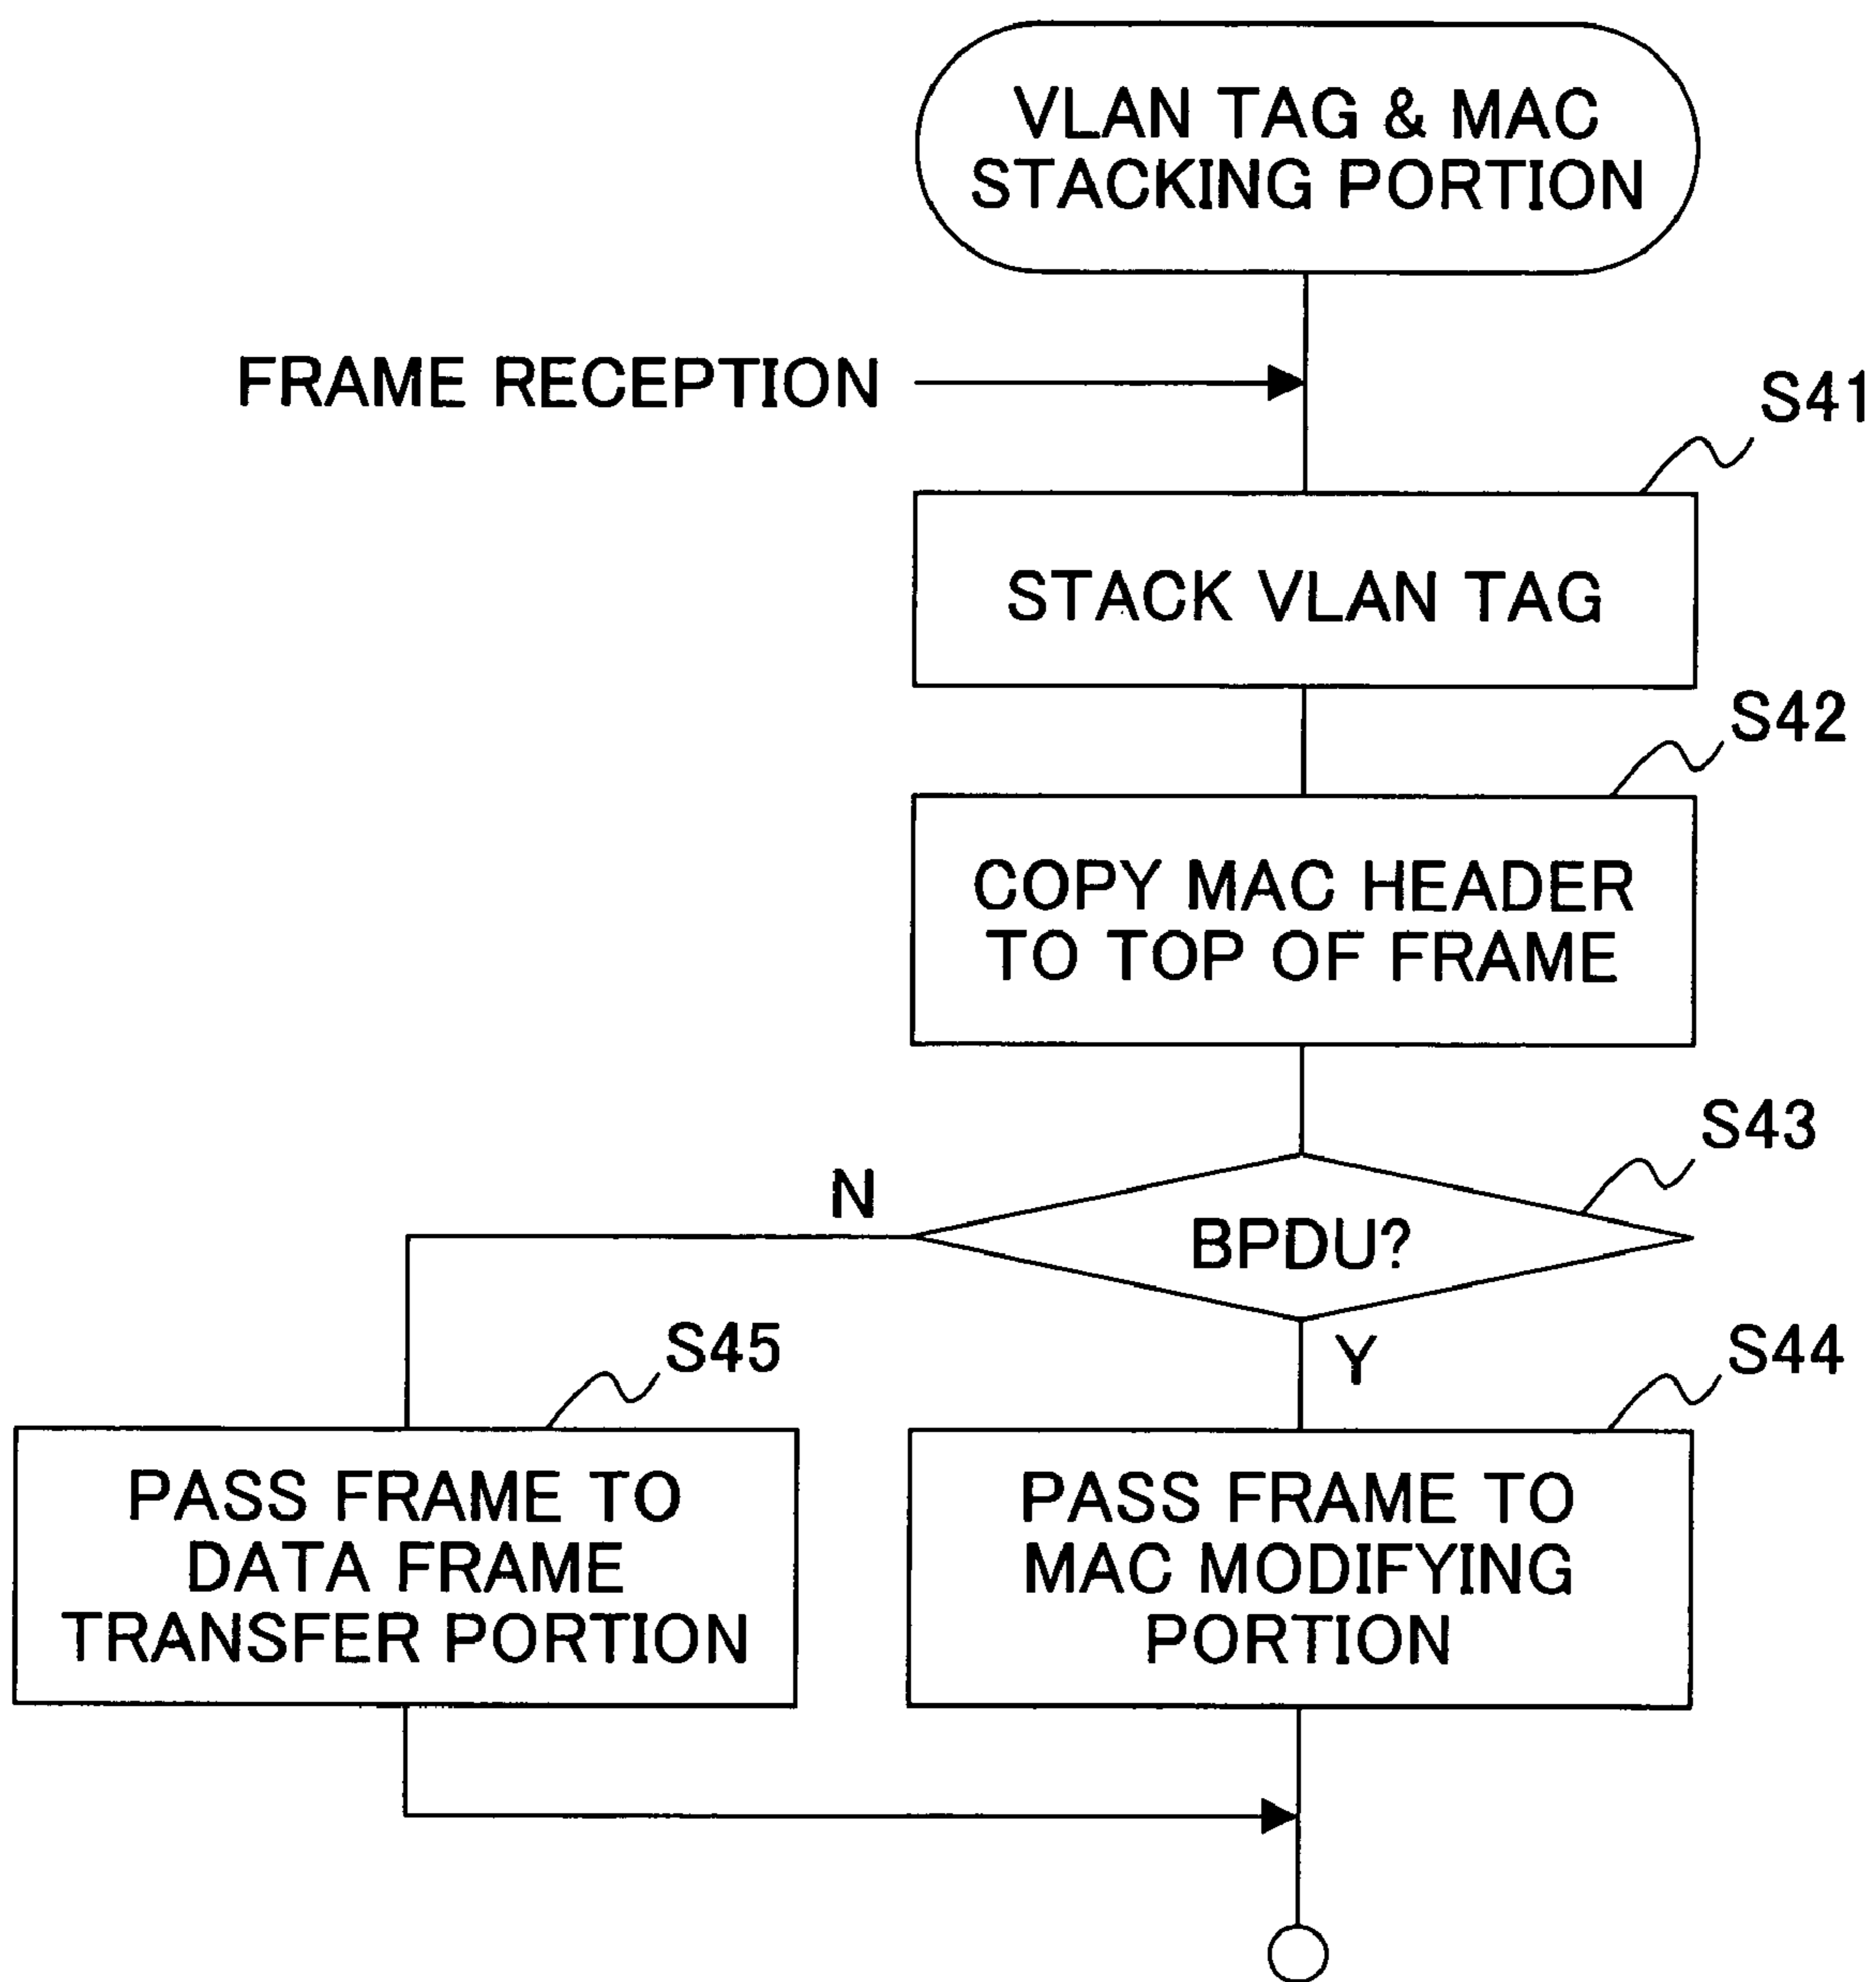 VLAN TAG & MAC
STACKING PORTION
FRAME RECEPTION
S41
STACK VLAN TAG
S42
COPY MAC HEADER
TO TOP OF FRAME
S43
N
BPDU?
Y
S45
S44
PASS FRAME TO
DATA FRAME
TRANSFER PORTION
PASS FRAME TO
MAC MODIFYING
PORTION